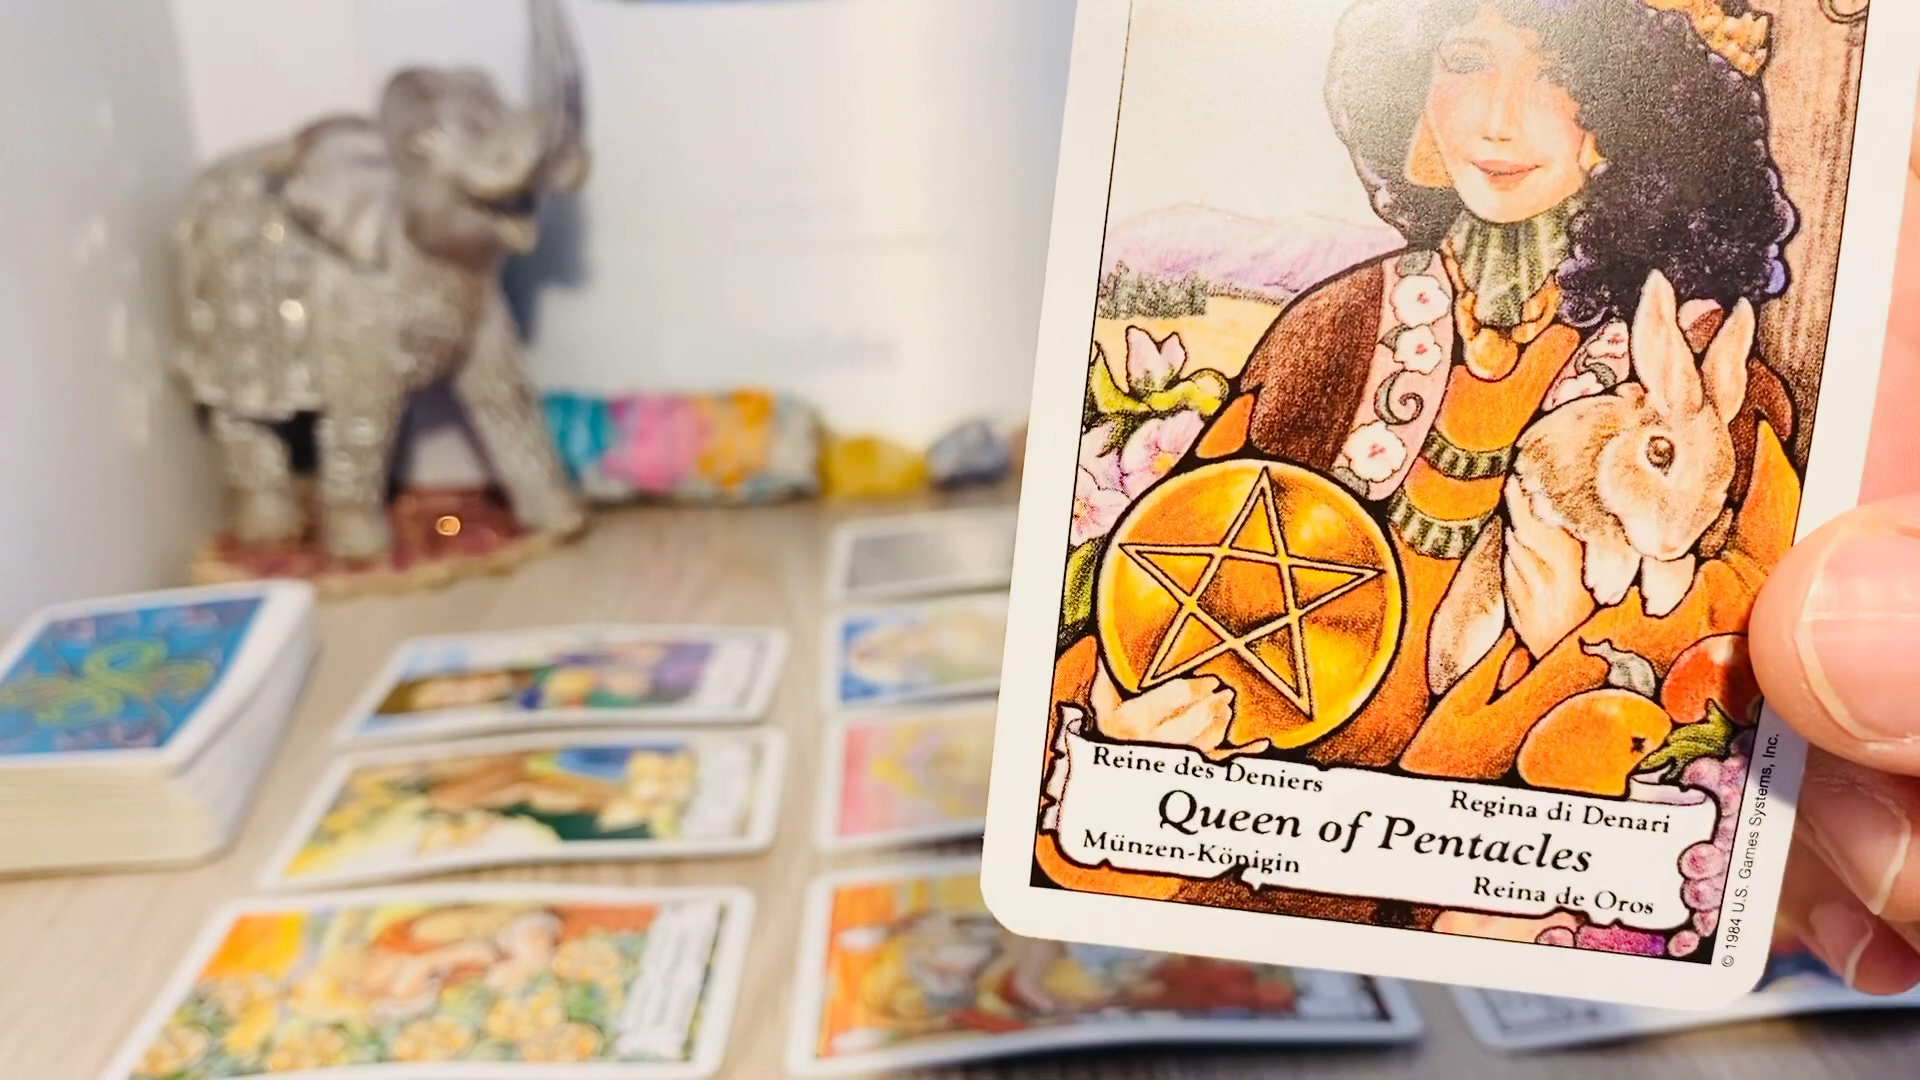 Reine des Deniers
Regina di Denari
Queen of Pentacles
Münzen-Königin
Reina de Oros
© 1984 U.S. Games Systems, Inc.